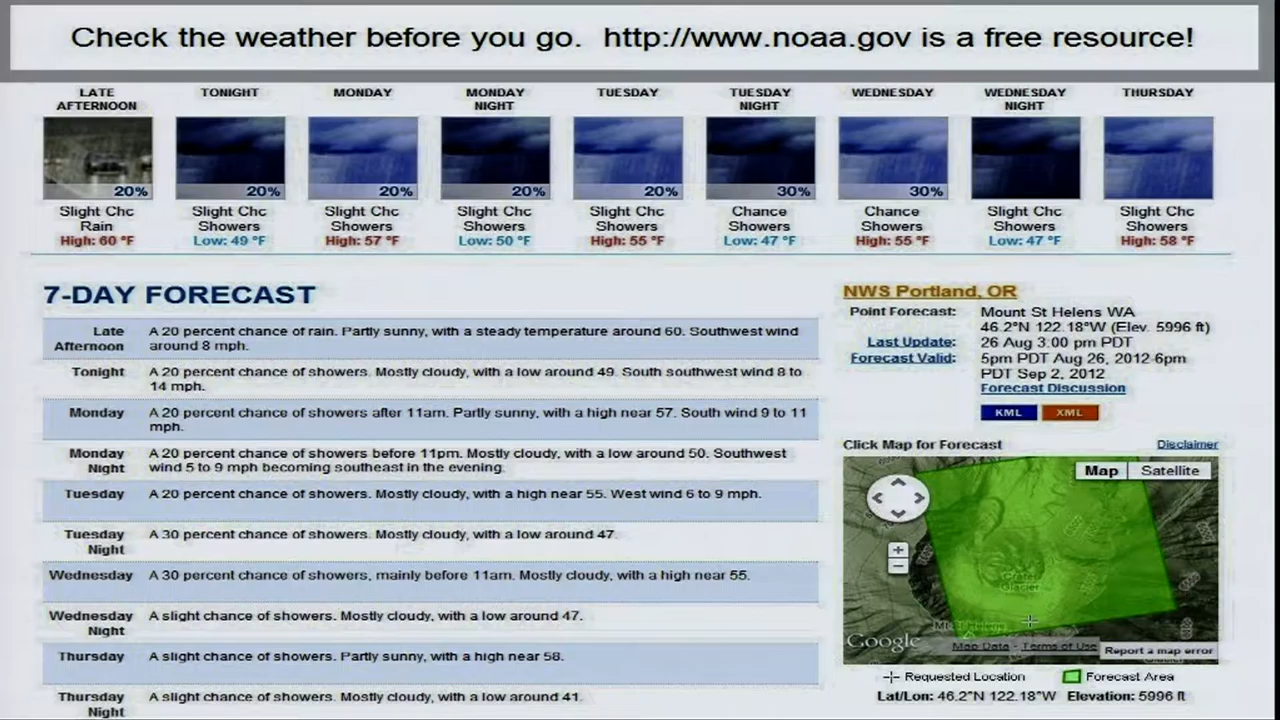 Check the weather before you go. http://www.noaa.gov is a free resource!
LATE AFTERNOON
TONIGHT
MONDAY
MONDAY NIGHT
TUESDAY
TUESDAY NIGHT
WEDNESDAY
WEDNESDAY NIGHT
THURSDAY
20%
20%
20%
20%
20%
30%
30%
Slight Chc Rain
High: 60 °F
Slight Chc Showers
Low: 49 °F
Slight Chc Showers
High: 57 °F
Slight Chc Showers
Low: 50 °F
Slight Chc Showers
High: 55 °F
Chance Showers
Low: 47 °F
Chance Showers
High: 55 °F
Slight Chc Showers
Low: 47 °F
Slight Chc Showers
High: 58 °F
7-DAY FORECAST
Late Afternoon
A 20 percent chance of rain. Partly sunny, with a steady temperature around 60. Southwest wind
around 8 mph.
Tonight
A 20 percent chance of showers. Mostly cloudy, with a low around 49. South southwest wind 8 to
14 mph.
Monday
A 20 percent chance of showers after 11am. Partly sunny, with a high near 57. South wind 9 to 11
mph.
Monday Night
A 20 percent chance of showers before 11pm. Mostly cloudy, with a low around 50. Southwest
wind 5 to 9 mph becoming southeast in the evening.
Tuesday
A 20 percent chance of showers. Mostly cloudy, with a high near 55. West wind 6 to 9 mph.
Tuesday Night
A 30 percent chance of showers. Mostly cloudy, with a low around 47.
Wednesday
A 30 percent chance of showers, mainly before 11am. Mostly cloudy, with a high near 55.
Wednesday Night
A slight chance of showers. Mostly cloudy, with a low around 47.
Thursday
A slight chance of showers. Partly sunny, with a high near 58.
Thursday Night
A slight chance of showers. Mostly cloudy, with a low around 41.
NWS Portland, OR
Point Forecast: Mount St Helens WA
46.2°N 122.18°W (Elev. 5996 ft)
Last Update: 26 Aug 3:00 pm PDT
Forecast Valid: 5pm PDT Aug 26, 2012-6pm
PDT Sep 2, 2012
Forecast Discussion
KML XML
Click Map for Forecast Disclaimer
Map Satellite
+
−
Crater
Glacier
Google
Map Data - Terms of Use Report a map error
Requested Location Forecast Area
Lat/Lon: 46.2°N 122.18°W Elevation: 5996 ft